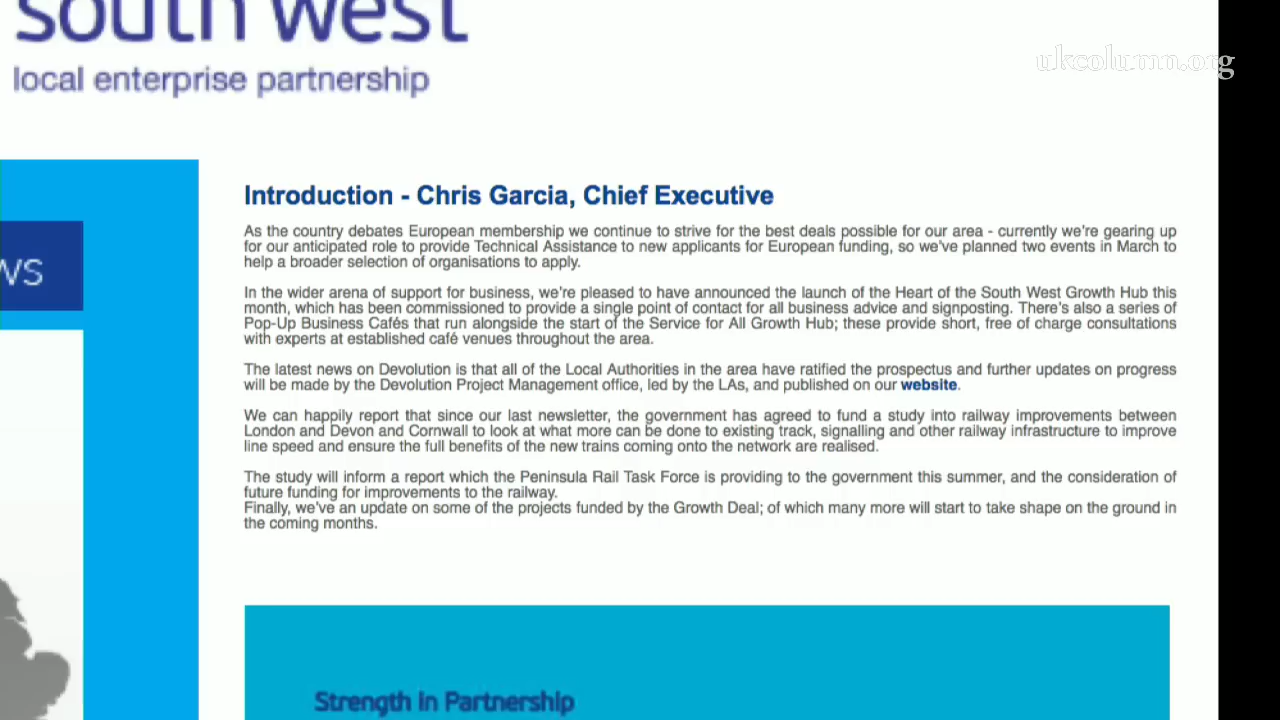 south west
local enterprise partnership
ukcolumn.org
Introduction - Chris Garcia, Chief Executive
As the country debates European membership we continue to strive for the best deals possible for our area - currently we're gearing up
for our anticipated role to provide Technical Assistance to new applicants for European funding, so we've planned two events in March to
help a broader selection of organisations to apply.
In the wider arena of support for business, we're pleased to have announced the launch of the Heart of the South West Growth Hub this
month, which has been commissioned to provide a single point of contact for all business advice and signposting. There's also a series of
Pop-Up Business Cafés that run alongside the start of the Service for All Growth Hub; these provide short, free of charge consultations
with experts at established café venues throughout the area.
The latest news on Devolution is that all of the Local Authorities in the area have ratified the prospectus and further updates on progress
will be made by the Devolution Project Management office, led by the LAs, and published on our website.
We can happily report that since our last newsletter, the government has agreed to fund a study into railway improvements between
London and Devon and Cornwall to look at what more can be done to existing track, signalling and other railway infrastructure to improve
line speed and ensure the full benefits of the new trains coming onto the network are realised.
The study will inform a report which the Peninsula Rail Task Force is providing to the government this summer, and the consideration of
future funding for improvements to the railway.
Finally, we've an update on some of the projects funded by the Growth Deal; of which many more will start to take shape on the ground in
the coming months.
Strength in Partnership